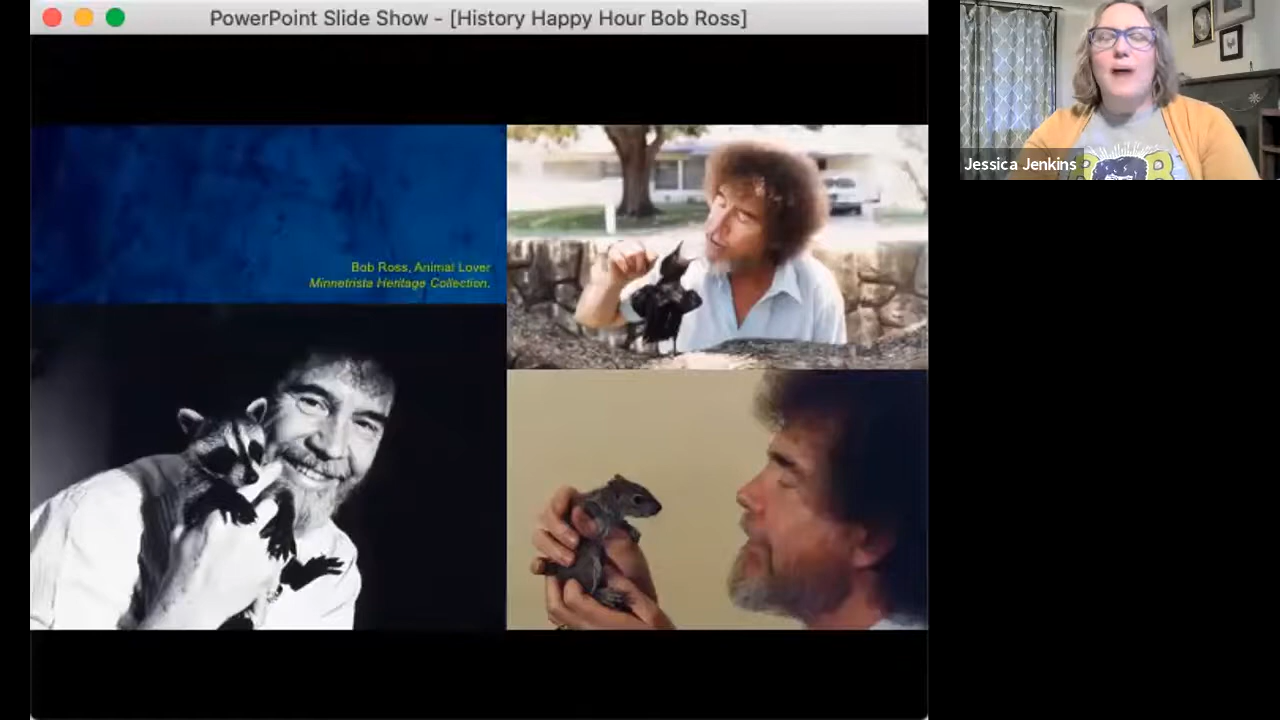 PowerPoint Slide Show - [History Happy Hour Bob Ross]
Bob Ross, Animal Lover
Minnetrista Heritage Collection.
Jessica Jenkins